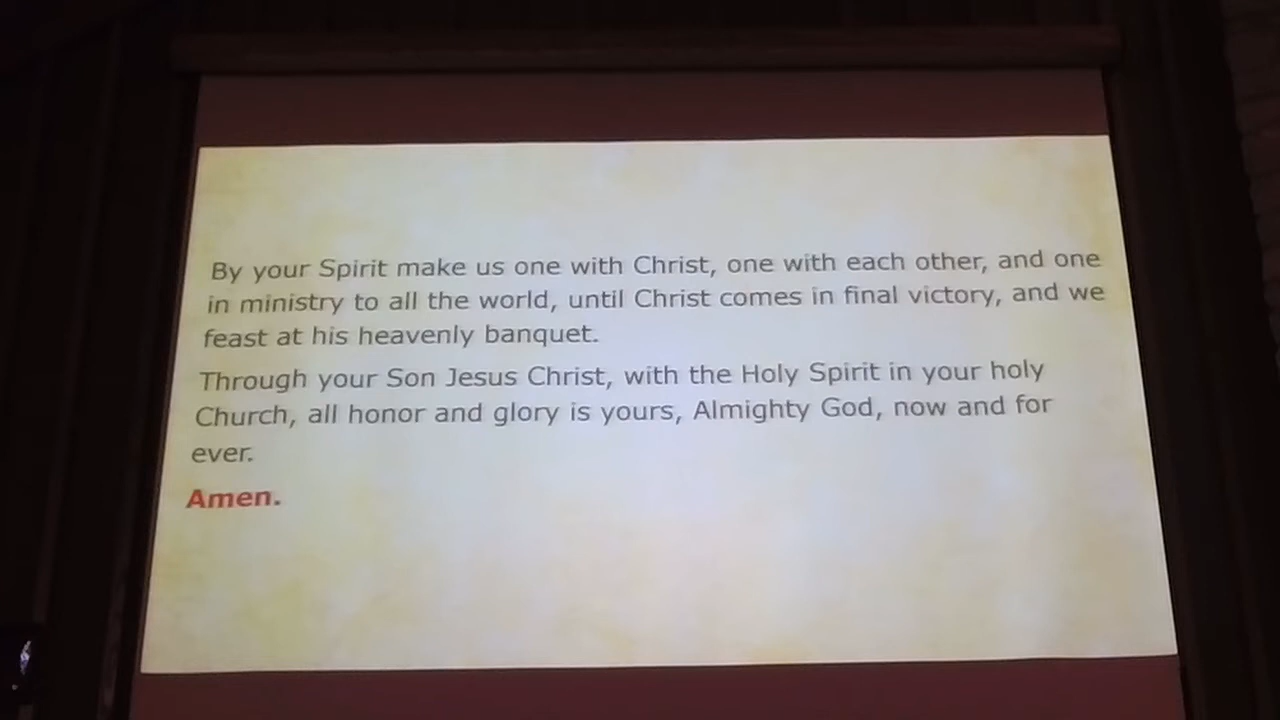 By your Spirit make us one with Christ, one with each other, and one
in ministry to all the world, until Christ comes in final victory, and we
feast at his heavenly banquet.
Through your Son Jesus Christ, with the Holy Spirit in your holy
Church, all honor and glory is yours, Almighty God, now and for
ever.
Amen.